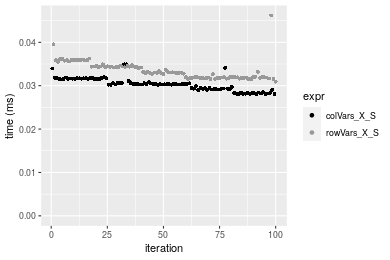 0.04
0.03
0.02
0.01
0.00
time (ms)
0 25 50 75 100
iteration
expr
colVars_X_S
rowVars_X_S